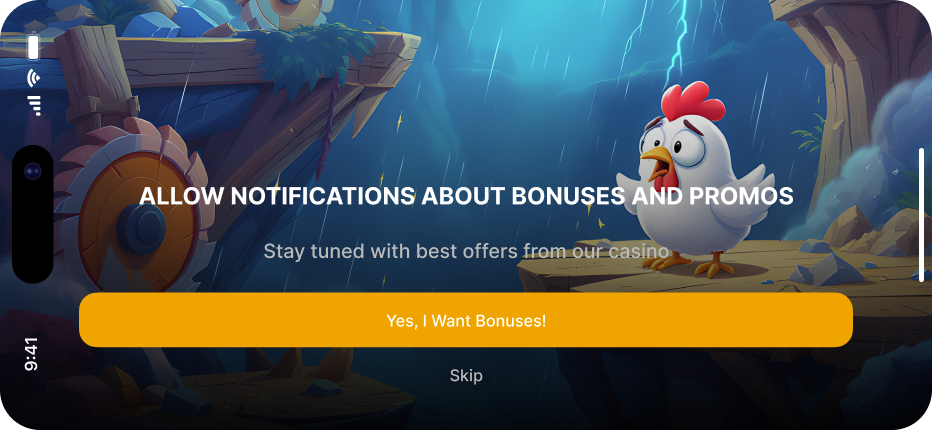 ALLOW NOTIFICATIONS ABOUT BONUSES AND PROMOS
Stay tuned with best offers from our casino
Yes, I Want Bonuses!
Skip
9:41